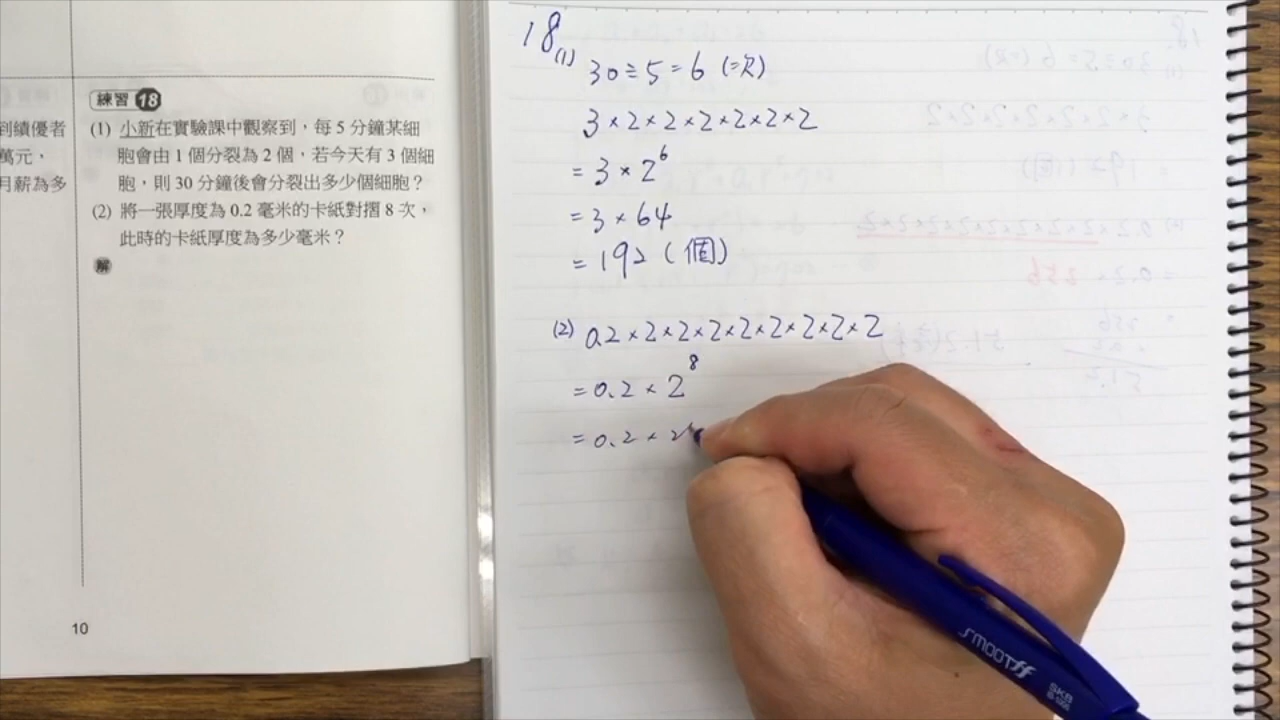 到績優者
萬元,
月薪為多
練習 18
(1) 小新在實驗課中觀察到,每 5 分鐘某細
胞會由 1 個分裂為 2 個,若今天有 3 個細
胞,則 30 分鐘後會分裂出多少個細胞?
(2) 將一張厚度為 0.2 毫米的卡紙對摺 8 次,
此時的卡紙厚度為多少毫米?
解
10
18
(1) 30÷5=6 (次)
3×2×2×2×2×2×2
=3×2⁶
=3×64
=192(個)
(2) 0.2×2×2×2×2×2×2×2×2
=0.2×2⁸
=0.2×2
SMOOTff
SKB